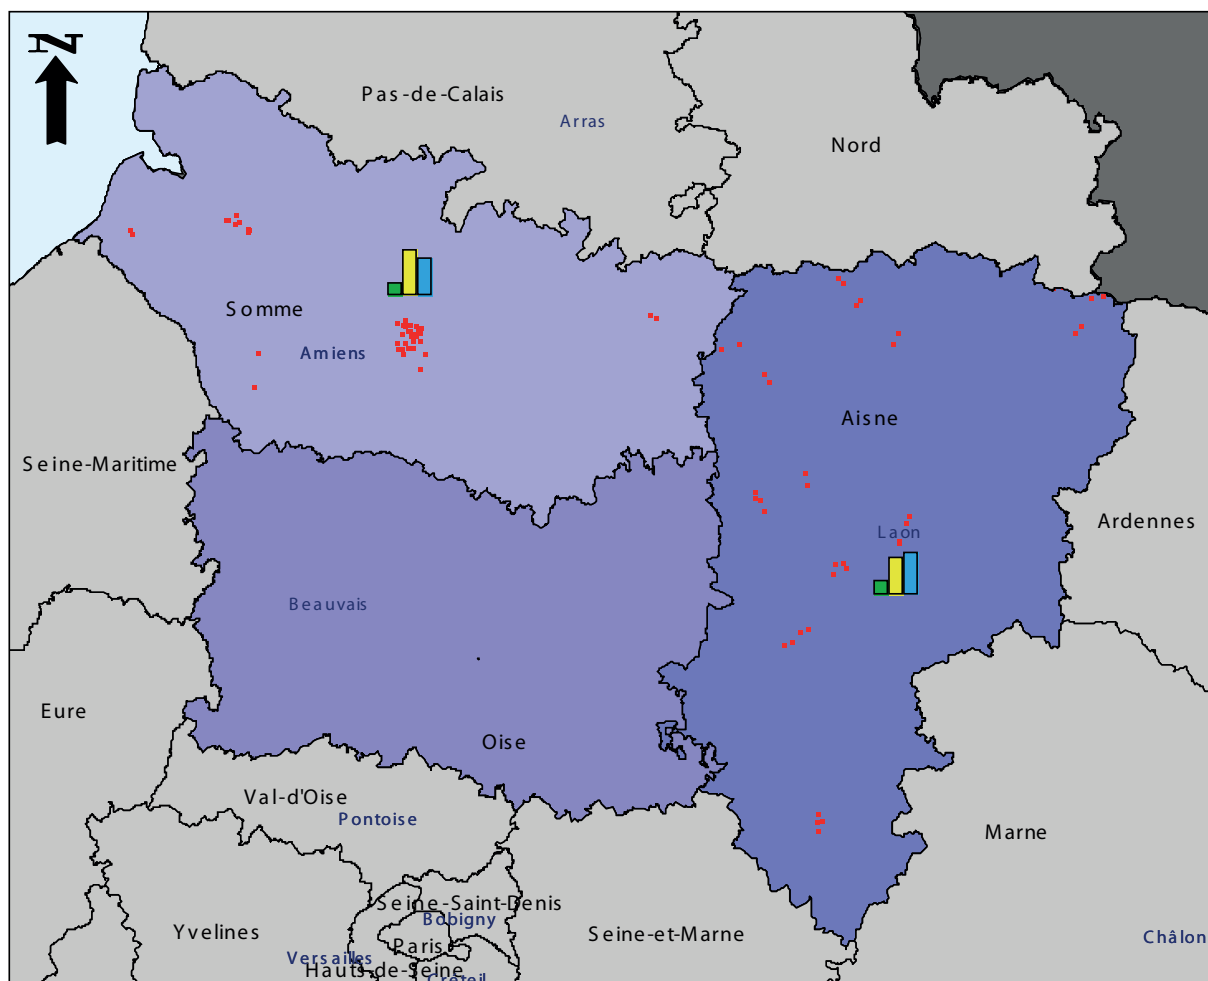 N
Pas-de-Calais
Arras
Nord
Somme
Amiens
Aisne
Seine-Maritime
Ardennes
Laon
Beauvais
Eure
Oise
Val-d'Oise
Pontoise
Marne
Seine-Saint-Denis
Bobigny
Yvelines
Paris
Seine-et-Marne
Châlon
Versailles
Hauts-de-Seine
Créteil